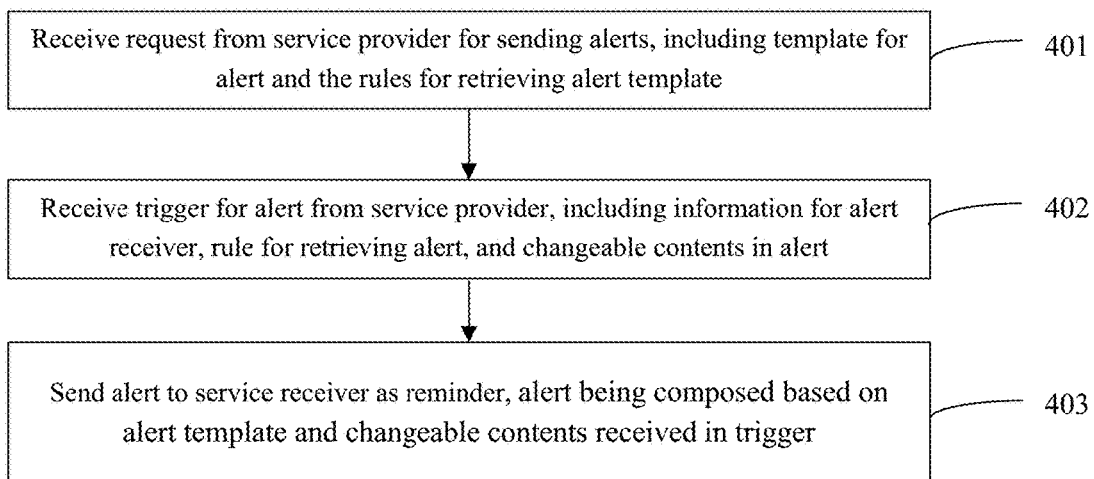 Receive request from service provider for sending alerts, including template for
alert and the rules for retrieving alert template
401
Receive trigger for alert from service provider, including information for alert
receiver, rule for retrieving alert, and changeable contents in alert
402
Send alert to service receiver as reminder, alert being composed based on
alert template and changeable contents received in trigger
403